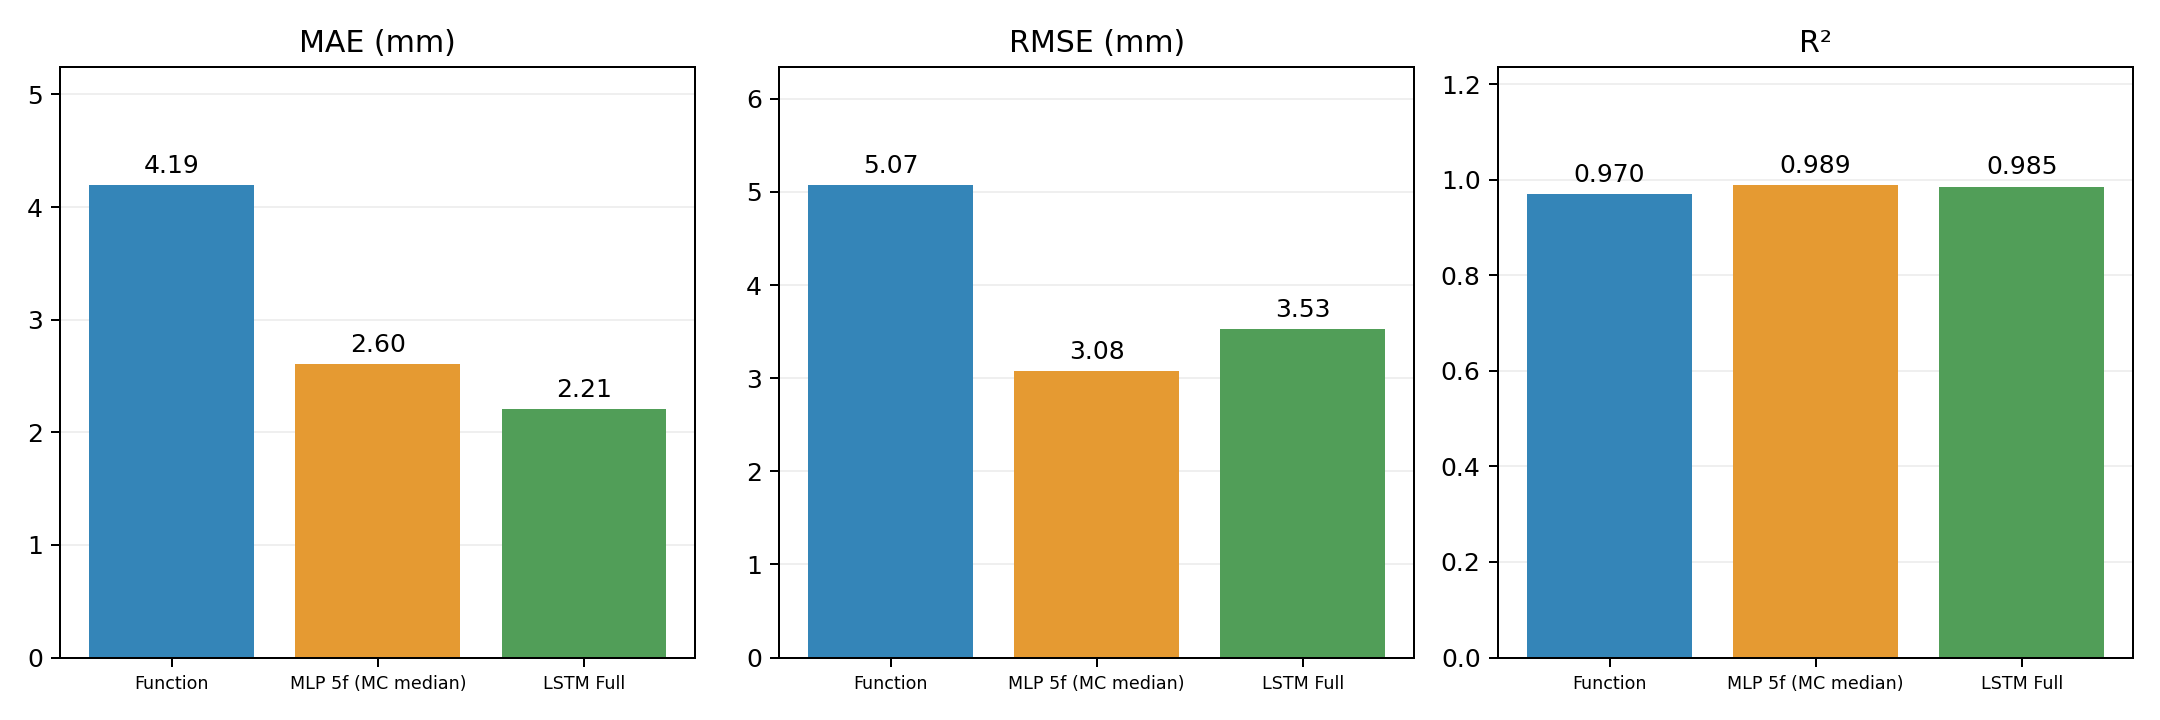 MAE (mm)
5
4
3
2
1
0
4.19
2.60
2.21
Function
MLP 5f (MC median)
LSTM Full
RMSE (mm)
6
5
4
3
2
1
0
5.07
3.08
3.53
Function
MLP 5f (MC median)
LSTM Full
R²
1.2
1.0
0.8
0.6
0.4
0.2
0.0
0.970
0.989
0.985
Function
MLP 5f (MC median)
LSTM Full